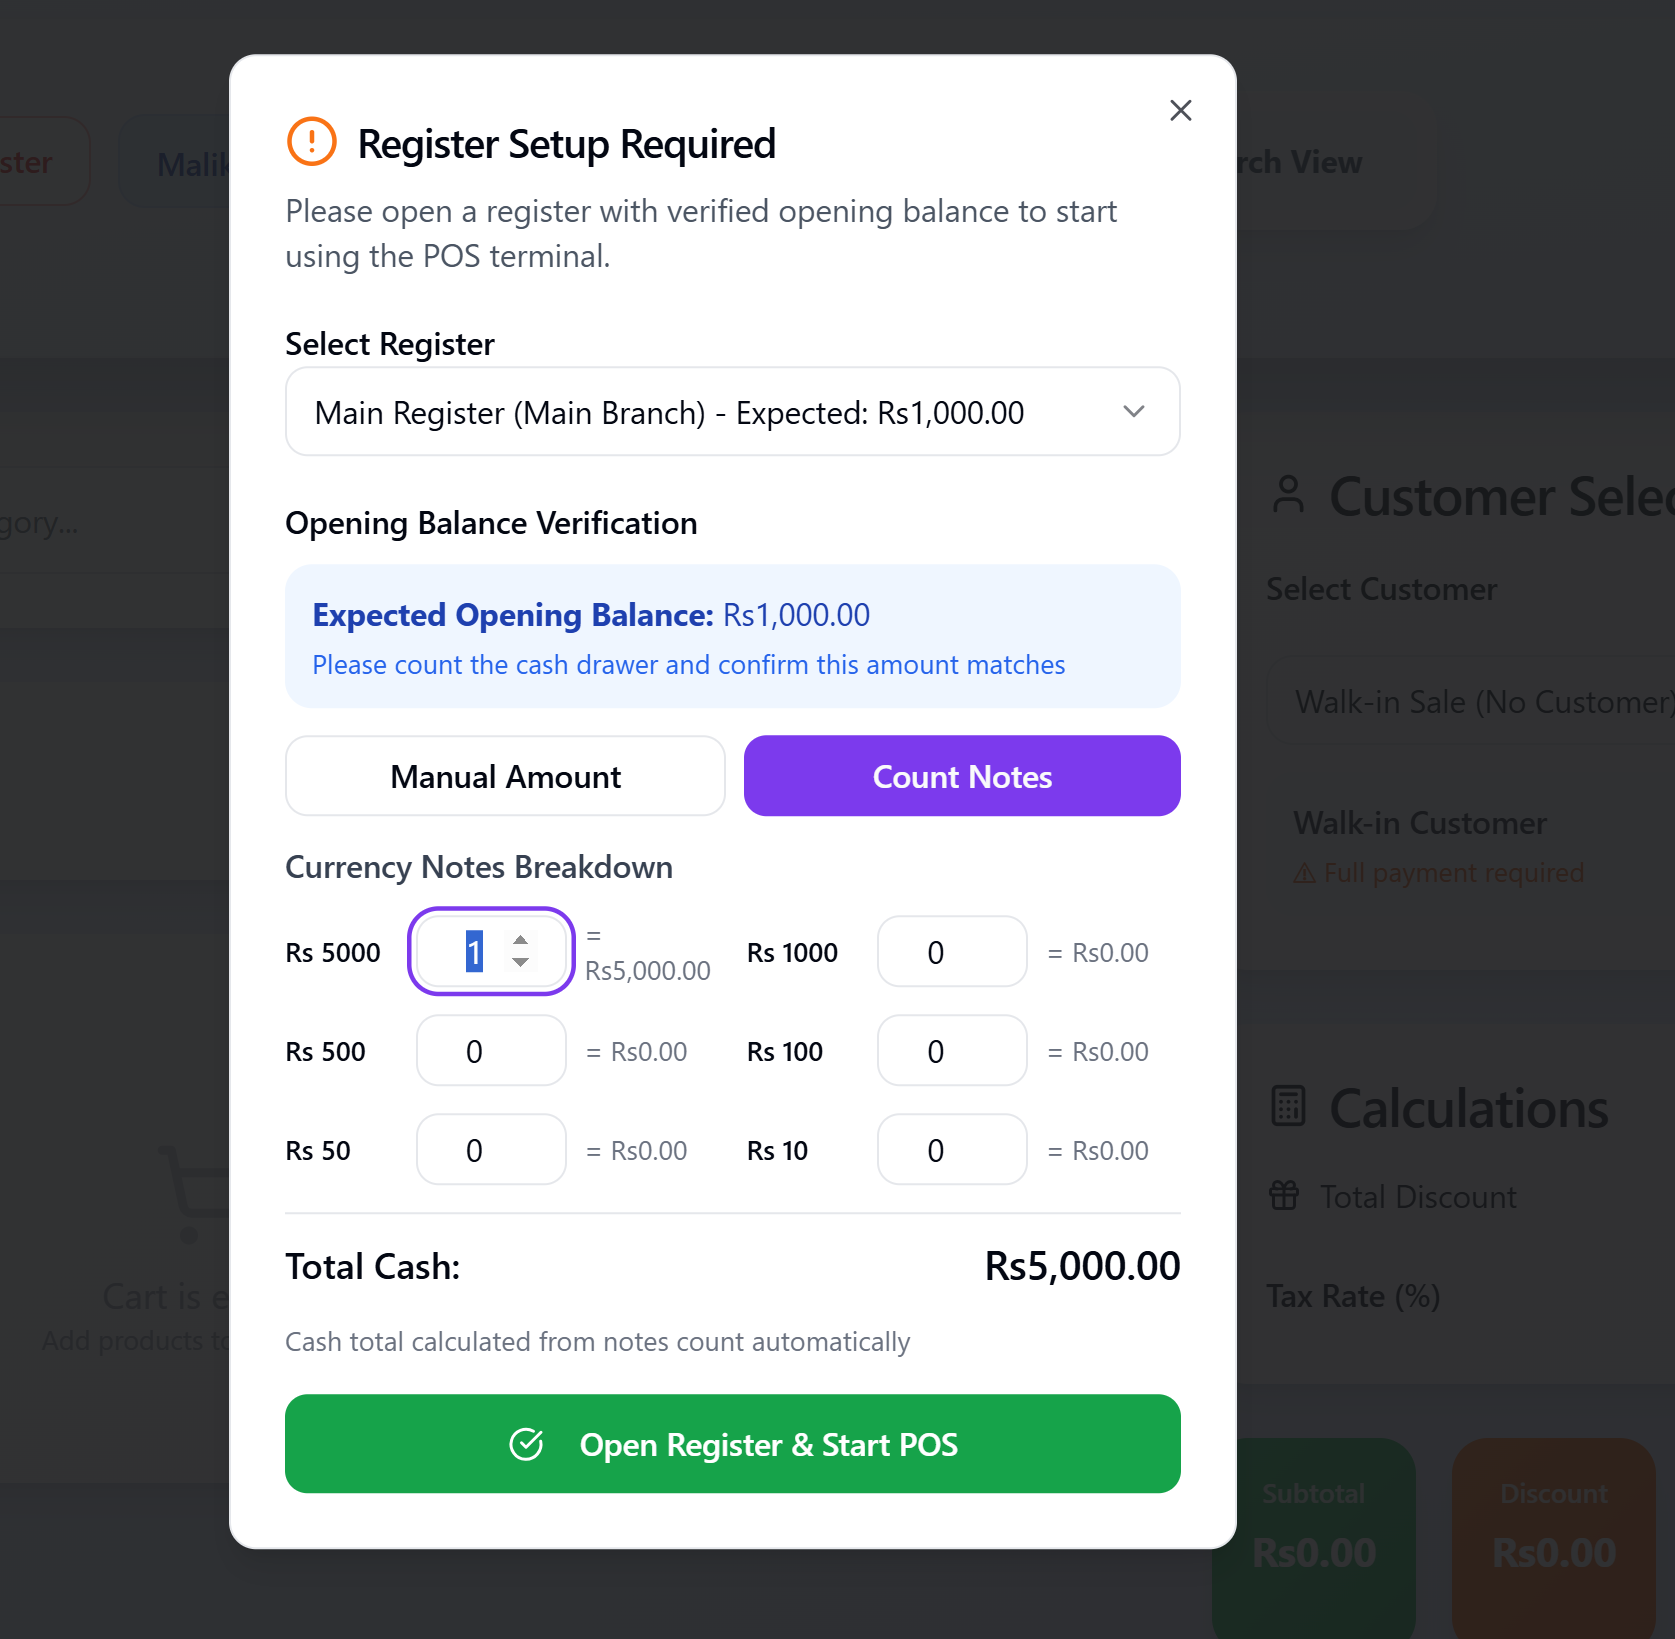 Register Setup Required
Please open a register with verified opening balance to start
using the POS terminal.
Select Register
Main Register (Main Branch) - Expected: Rs1,000.00
Opening Balance Verification
Expected Opening Balance: Rs1,000.00
Please count the cash drawer and confirm this amount matches
Manual Amount
Count Notes
Currency Notes Breakdown
Rs 5000
1
=
Rs5,000.00
Rs 1000
0
= Rs0.00
Rs 500
0
= Rs0.00
Rs 100
0
= Rs0.00
Rs 50
0
= Rs0.00
Rs 10
0
= Rs0.00
Total Cash:
Rs5,000.00
Cash total calculated from notes count automatically
Open Register & Start POS
ster
Malik
rch View
gory...
Cart is e
Add products to
Customer Selec
Select Customer
Walk-in Sale (No Customer)
Walk-in Customer
Full payment required
Calculations
Total Discount
Tax Rate (%)
Subtotal
Rs0.00
Discount
Rs0.00